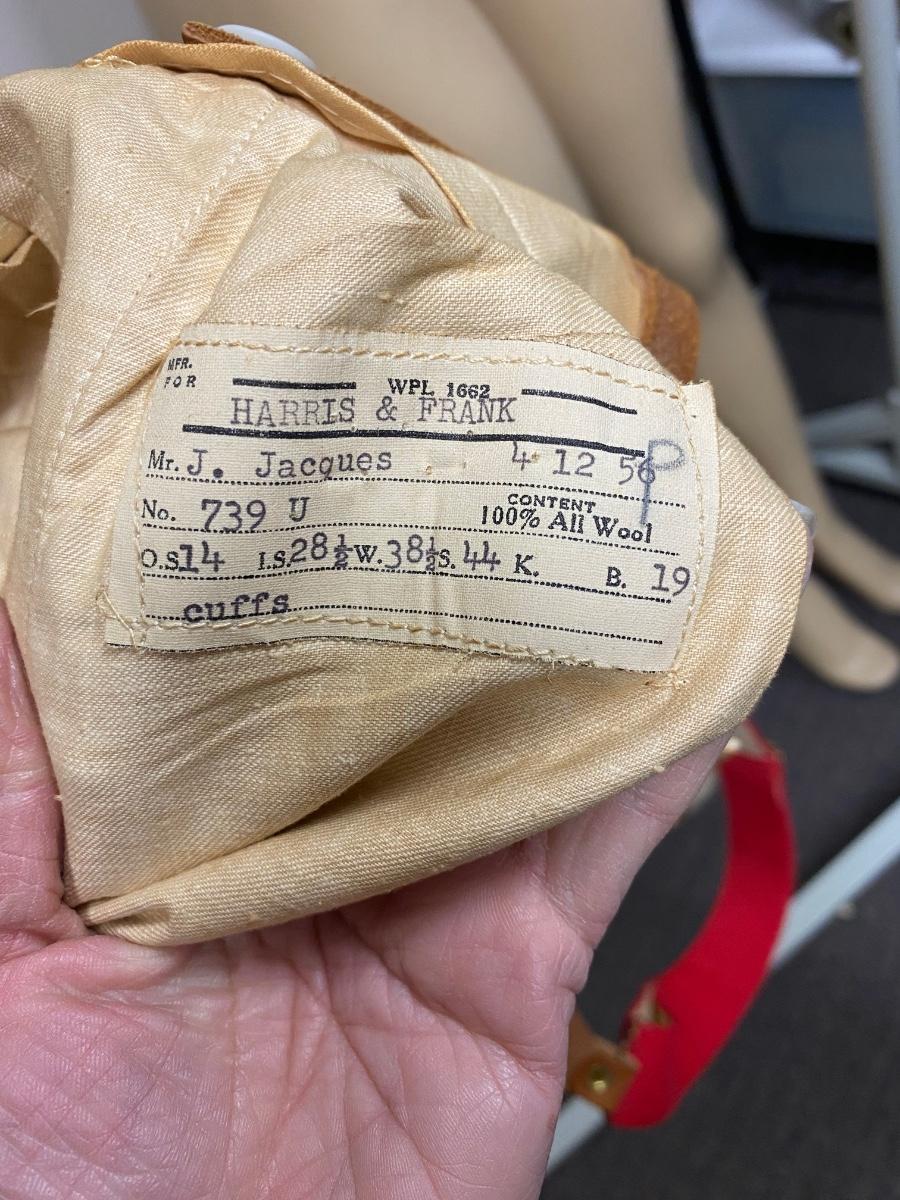 MFR.
FOR
WPL 1662
HARRIS & FRANK
Mr. J. Jacques 4 12 56 P
No. 739 U CONTENT
100% All Wool
O.S. 14 I.S. 28½ W. 38½ S. 44 K. B. 19
cuffs